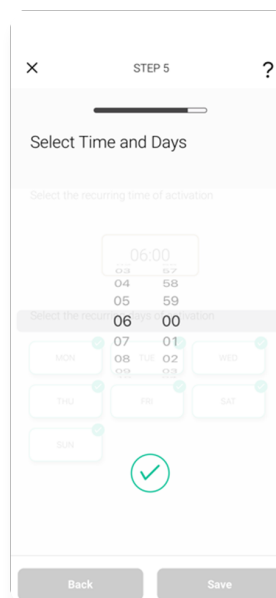 STEP 5
?
Select Time and Days
Select the recurring time of activation
06:00
03 57
04 58
05 59
Select the recurring days of activation
06 00
07 01
MON TUE WED
08 02
09 03
THU FRI SAT
SUN
Back Save